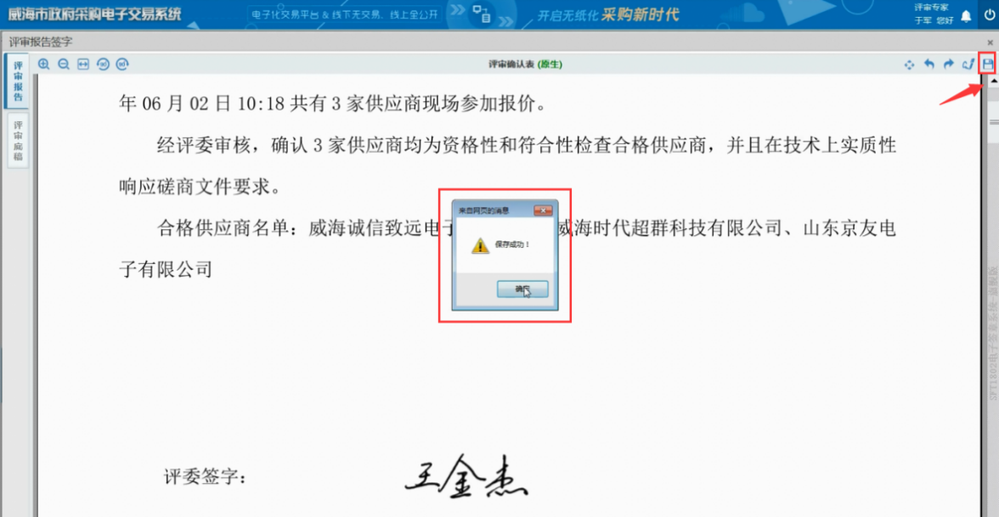 威海市政府采购电子交易系统
电子化交易平台 & 线下无交易、线上全公开
开启无纸化 采购新时代
评审专家
于军 您好
评审报告签字
评审报告
评审底稿
评审确认表 (原生)
年 06 月 02 日 10:18 共有 3 家供应商现场参加报价。
经评委审核，确认 3 家供应商均为资格性和符合性检查合格供应商，并且在技术上实质性
响应磋商文件要求。
合格供应商名单：威海诚信致远电子 威海时代超群科技有限公司、山东京友电
子有限公司
来自网页的消息
保存成功！
确定
评委签字：
王金杰